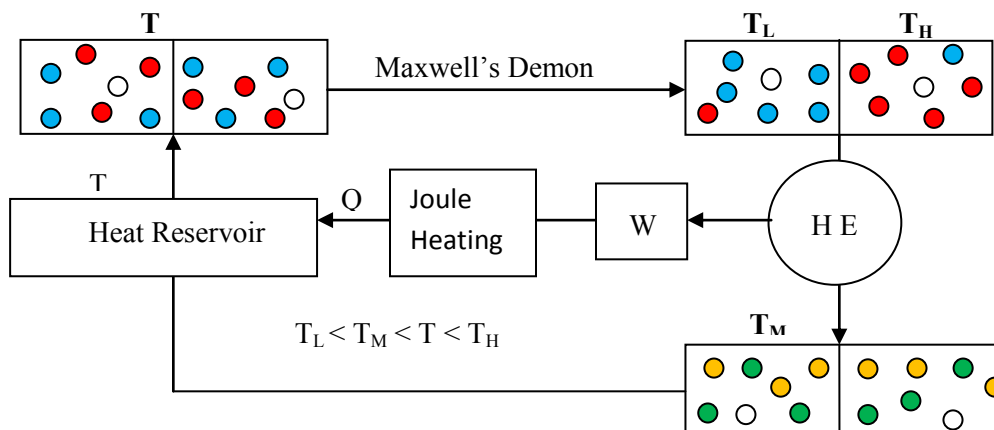 T
T_L T_H
Maxwell's Demon
T
Heat Reservoir
Q
Joule
Heating
W
H E
T_L < T_M < T < T_H
T_M